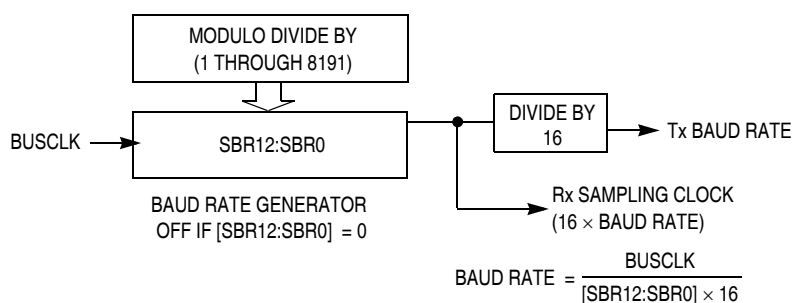 MODULO DIVIDE BY
(1 THROUGH 8191)
BUSCLK
SBR12:SBR0
DIVIDE BY
16
Tx BAUD RATE
BAUD RATE GENERATOR
OFF IF [SBR12:SBR0] = 0
Rx SAMPLING CLOCK
(16 × BAUD RATE)
BAUD RATE =
BUSCLK
[SBR12:SBR0] × 16